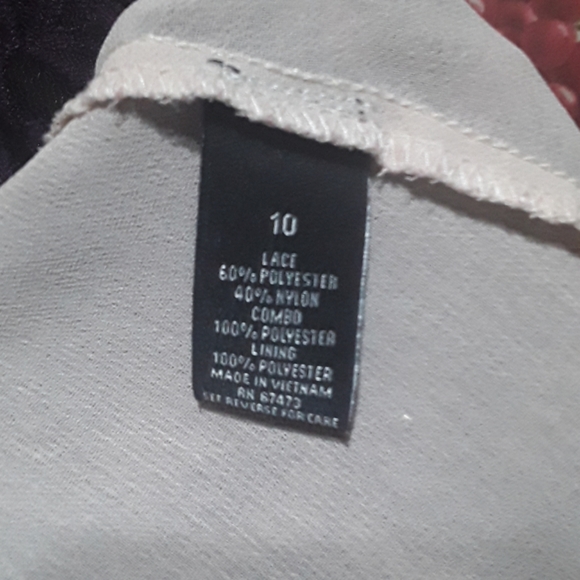 10
LACE
60% POLYESTER
40% NYLON
COMBO
100% POLYESTER
LINING
100% POLYESTER
MADE IN VIETNAM
RN 67473
SEE REVERSE FOR CARE